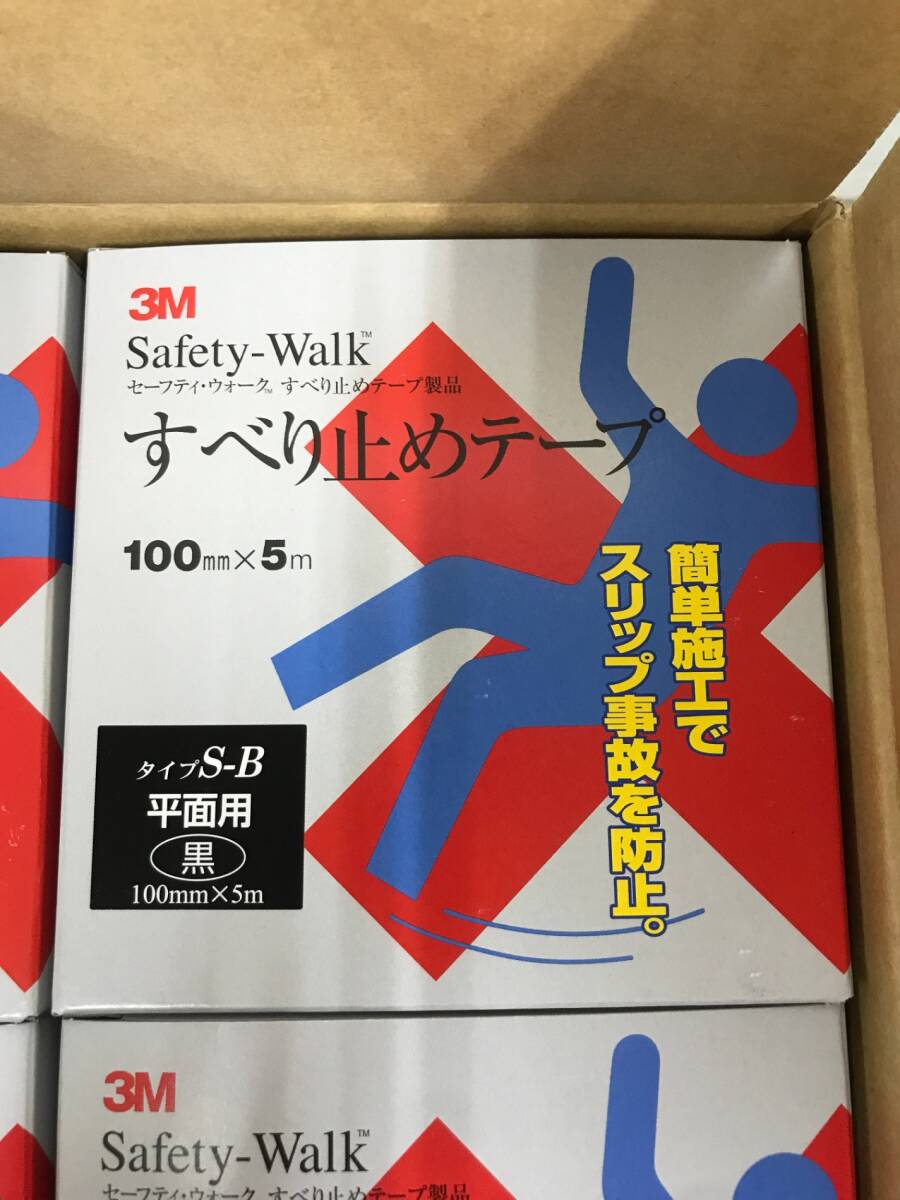 3M
Safety-Walk™
セーフティ・ウォーク™ すべり止めテープ製品
すべり止めテープ
100mm×5m
簡単施工で
スリップ事故を防止。
タイプS-B
平面用
黒
100mm×5m
3M
Safety-Walk™
セーフティ・ウォーク™ すべり止めテープ製品